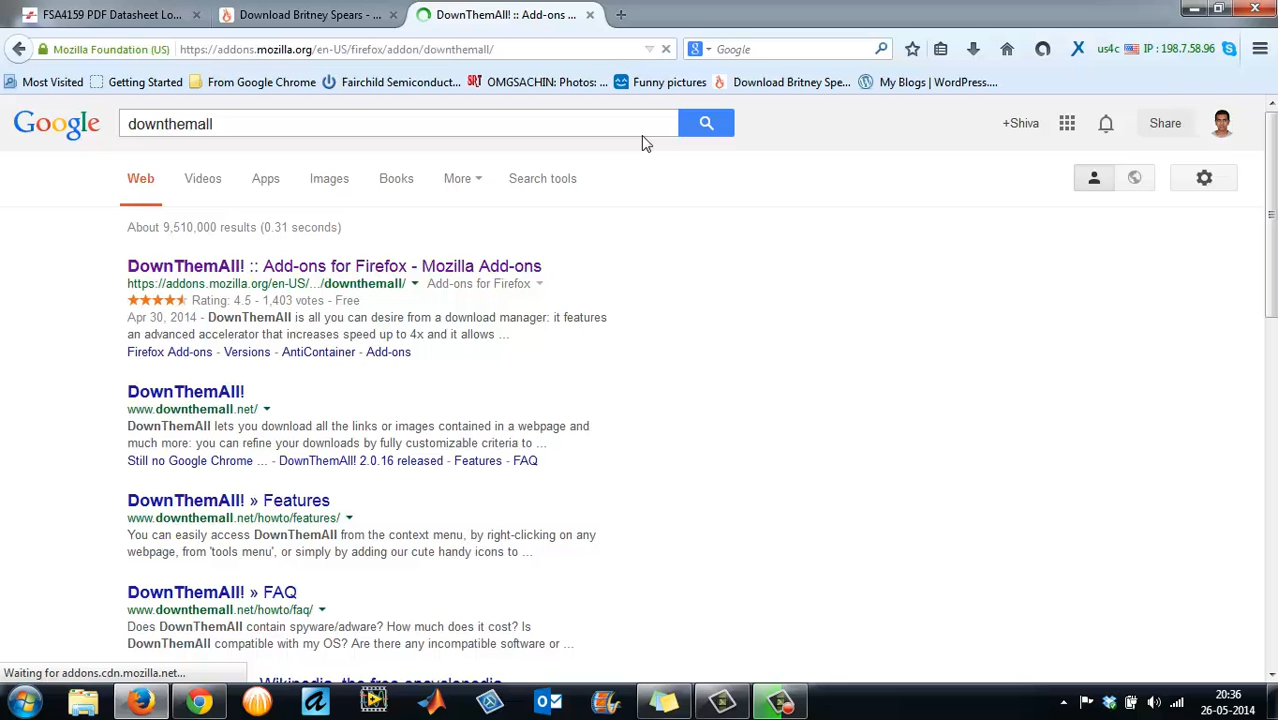 FSA4159 PDF Datasheet Lo...
Download Britney Spears - ...
DownThemAll! :: Add-ons ...
Mozilla Foundation (US)
https://addons.mozilla.org/en-US/firefox/addon/downthemall/
Google
us4c
IP : 198.7.58.96
Most Visited
Getting Started
From Google Chrome
Fairchild Semiconduct...
OMGSACHIN: Photos: ...
Funny pictures
Download Britney Spe...
My Blogs | WordPress....
Google
downthemall
+Shiva
Share
Web
Videos
Apps
Images
Books
More
Search tools
About 9,510,000 results (0.31 seconds)
DownThemAll! :: Add-ons for Firefox - Mozilla Add-ons
https://addons.mozilla.org/en-US/.../downthemall/ Add-ons for Firefox
Rating: 4.5 - 1,403 votes - Free
Apr 30, 2014 - DownThemAll is all you can desire from a download manager: it features
an advanced accelerator that increases speed up to 4x and it allows ...
Firefox Add-ons - Versions - AntiContainer - Add-ons
DownThemAll!
www.downthemall.net/
DownThemAll lets you download all the links or images contained in a webpage and
much more: you can refine your downloads by fully customizable criteria to ...
Still no Google Chrome ... - DownThemAll! 2.0.16 released - Features - FAQ
DownThemAll! » Features
www.downthemall.net/howto/features/
You can easily access DownThemAll from the context menu, by right-clicking on any
webpage, from 'tools menu', or simply by adding our cute handy icons to ...
DownThemAll! » FAQ
www.downthemall.net/howto/faq/
Does DownThemAll contain spyware/adware? How much does it cost? Is
DownThemAll compatible with my OS? Are there any incompatible software or ...
Wikipedia, the free encyclopedia
Waiting for addons.cdn.mozilla.net...
20:36
26-05-2014